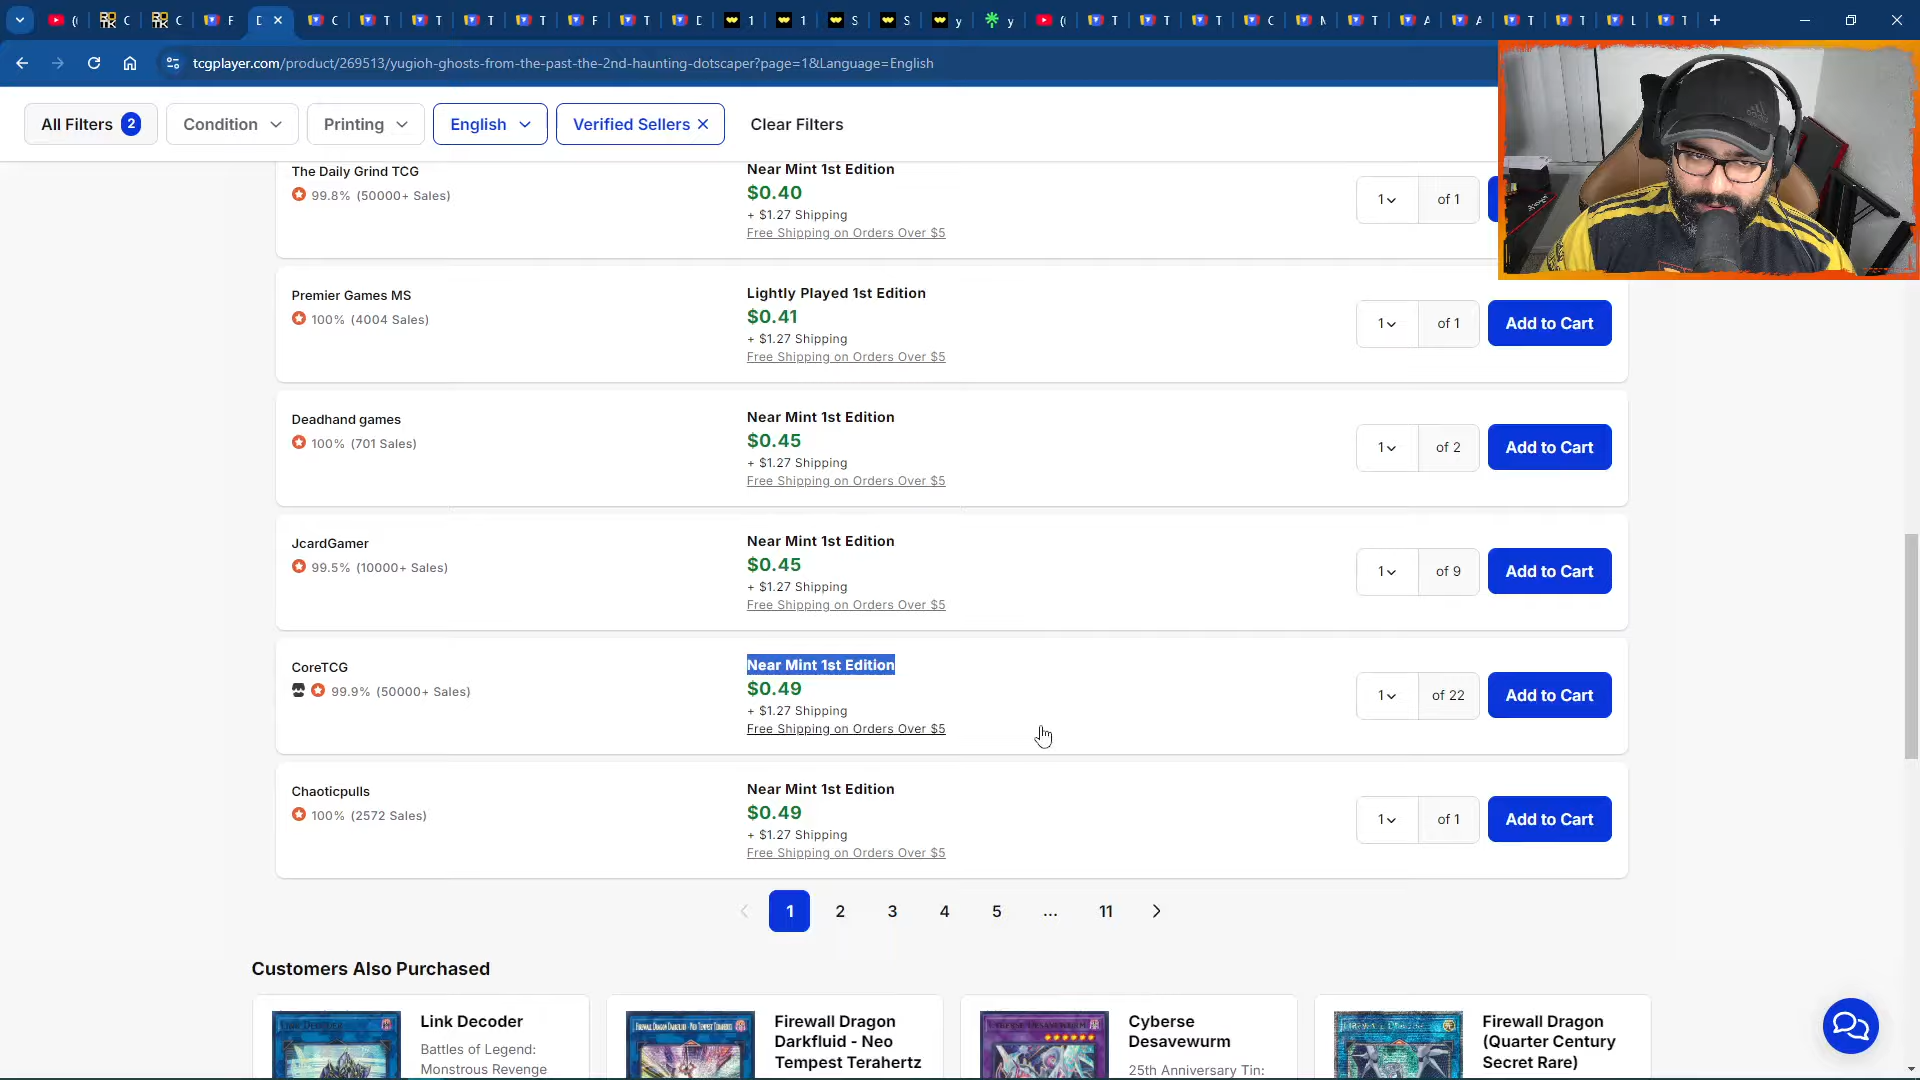 ( C C F D C T T T T F T D 1 1 S S y y ( T T T C M T A A T T L T
tcgplayer.com/product/269513/yugioh-ghosts-from-the-past-the-2nd-haunting-dotscaper?page=1&Language=English
All Filters 2 Condition Printing English Verified Sellers Clear Filters
The Daily Grind TCG
99.8% (50000+ Sales)
Near Mint 1st Edition
$0.40
+ $1.27 Shipping
Free Shipping on Orders Over $5
1 of 1
Premier Games MS
100% (4004 Sales)
Lightly Played 1st Edition
$0.41
+ $1.27 Shipping
Free Shipping on Orders Over $5
1 of 1 Add to Cart
Deadhand games
100% (701 Sales)
Near Mint 1st Edition
$0.45
+ $1.27 Shipping
Free Shipping on Orders Over $5
1 of 2 Add to Cart
JcardGamer
99.5% (10000+ Sales)
Near Mint 1st Edition
$0.45
+ $1.27 Shipping
Free Shipping on Orders Over $5
1 of 9 Add to Cart
CoreTCG
99.9% (50000+ Sales)
Near Mint 1st Edition
$0.49
+ $1.27 Shipping
Free Shipping on Orders Over $5
1 of 22 Add to Cart
Chaoticpulls
100% (2572 Sales)
Near Mint 1st Edition
$0.49
+ $1.27 Shipping
Free Shipping on Orders Over $5
1 of 1 Add to Cart
1 2 3 4 5 ... 11
Customers Also Purchased
Link Decoder
Battles of Legend:
Monstrous Revenge
Firewall Dragon
Darkfluid - Neo
Tempest Terahertz
Cyberse
Desavewurm
25th Anniversary Tin:
Firewall Dragon
(Quarter Century
Secret Rare)